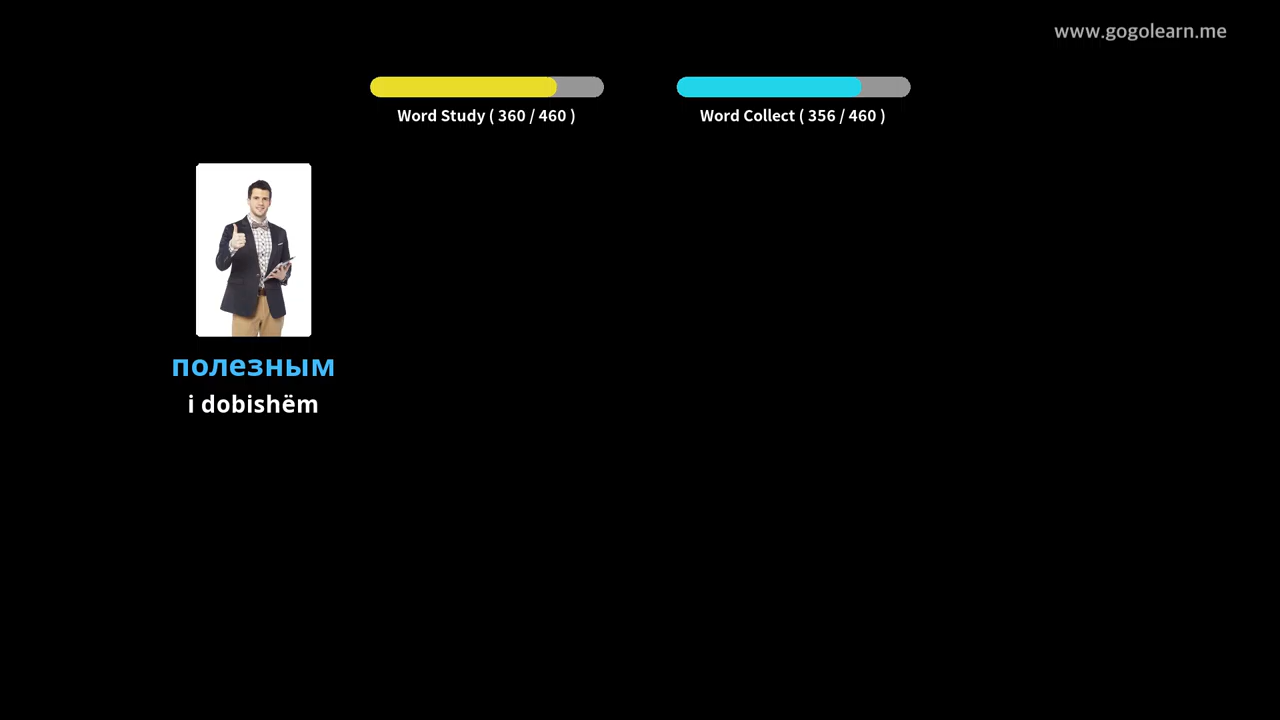 www.gogolearn.me
Word Study ( 360 / 460 )
Word Collect ( 356 / 460 )
полезным
i dobishëm